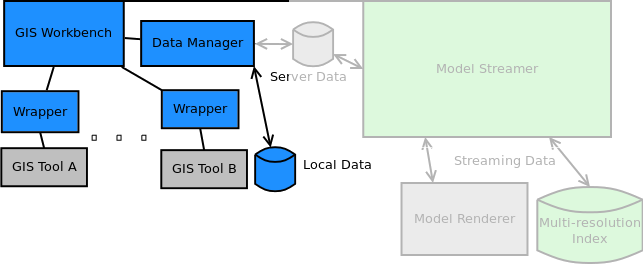 GIS Workbench
Data Manager
Model Streamer
Server Data
Wrapper
Wrapper
GIS Tool A
GIS Tool B
Local Data
Streaming Data
Model Renderer
Multi-resolution
Index